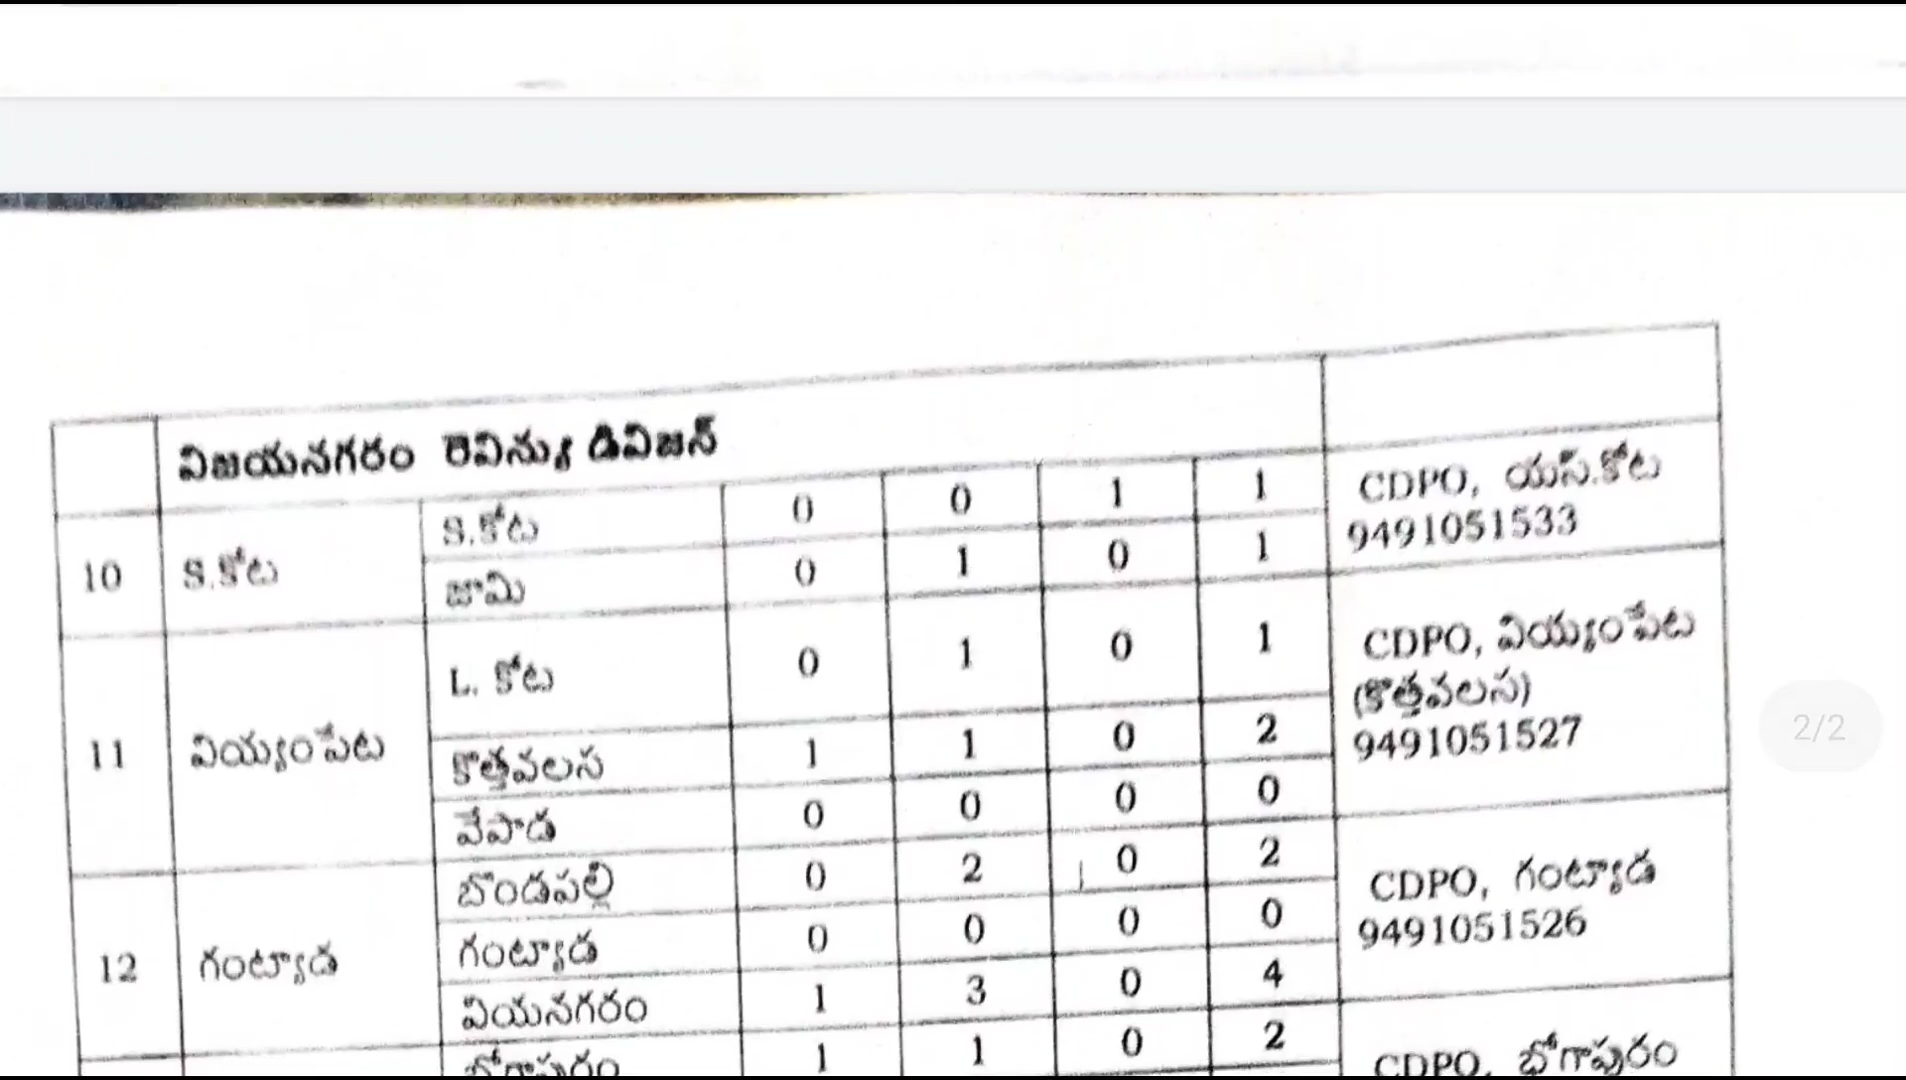 విజయనగరం రెవిన్యు డివిజన్
10 S.కోట S.కోట 0 0 1 1 CDPO, యస్.కోట
జామి 0 1 0 1 9491051533
11 వియ్యంపేట L. కోట 0 1 0 1 CDPO, వియ్యంపేట
(కొత్తవలస)
కొత్తవలస 1 1 0 2 9491051527
వేపాడ 0 0 0 0
12 గంట్యాడ బొండపల్లి 0 2 0 2 CDPO, గంట్యాడ
గంట్యాడ 0 0 0 0 9491051526
వియనగరం 1 3 0 4
భోగాపురం 1 1 0 2 CDPO, భోగాపురం
2/2